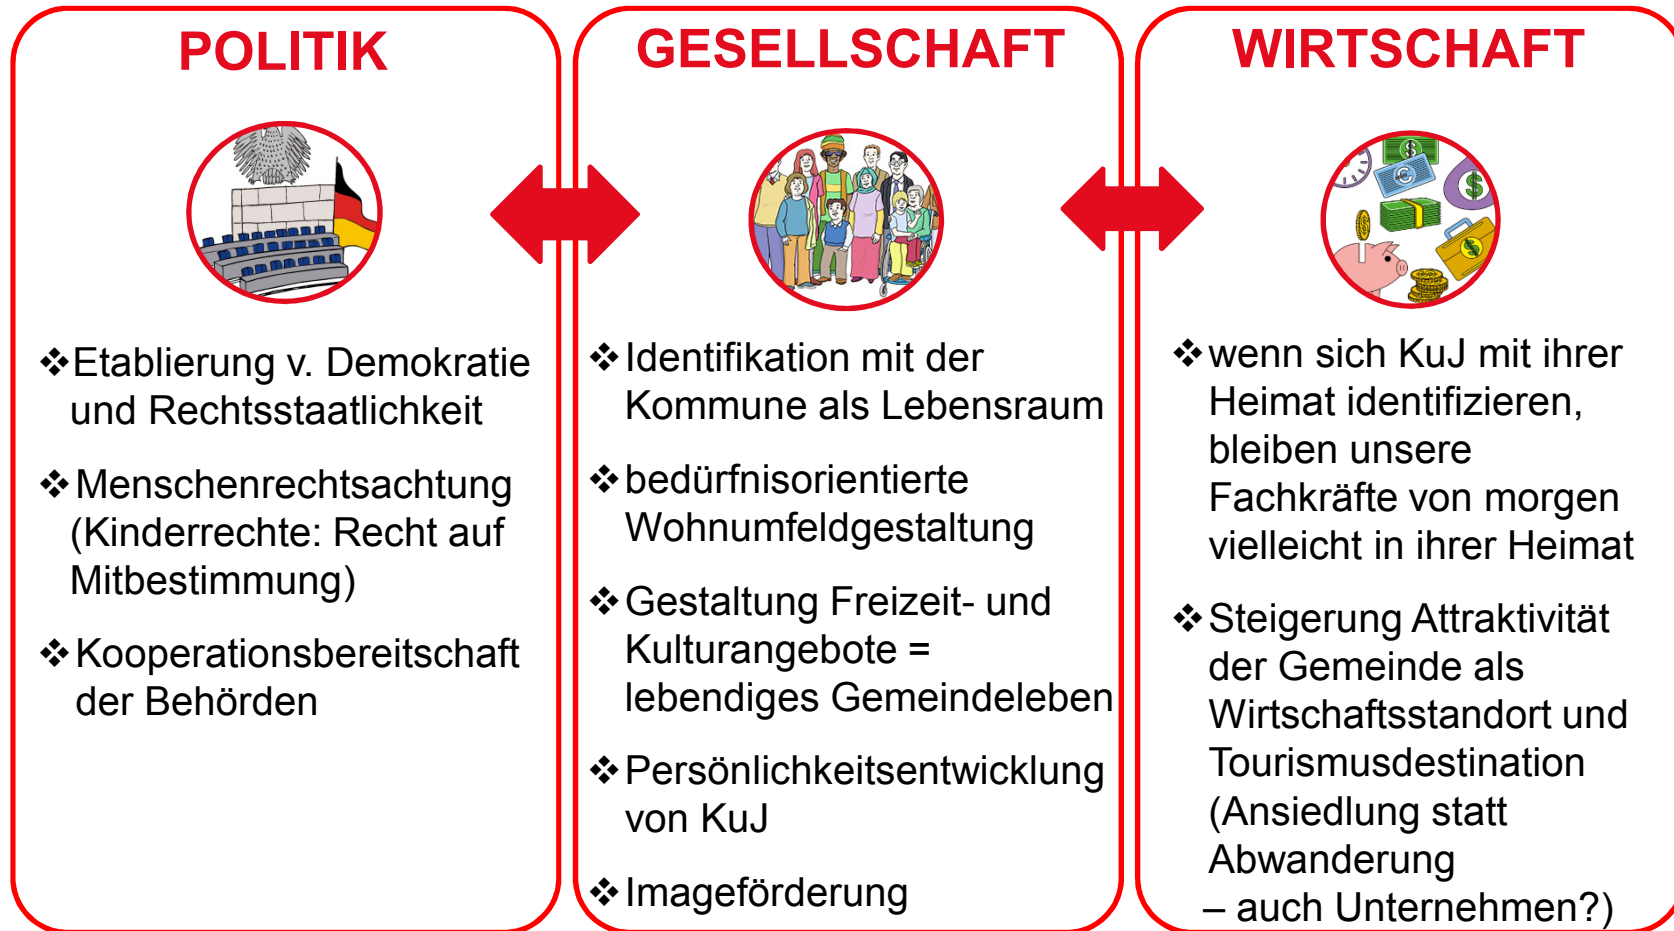 POLITIK
❖Etablierung v. Demokratie
und Rechtsstaatlichkeit
❖Menschenrechtsachtung
(Kinderrechte: Recht auf
Mitbestimmung)
❖Kooperationsbereitschaft
der Behörden
GESELLSCHAFT
❖Identifikation mit der
Kommune als Lebensraum
❖bedürfnisorientierte
Wohnumfeldgestaltung
❖Gestaltung Freizeit- und
Kulturangebote =
lebendiges Gemeindeleben
❖Persönlichkeitsentwicklung
von KuJ
❖Imageförderung
WIRTSCHAFT
❖wenn sich KuJ mit ihrer
Heimat identifizieren,
bleiben unsere
Fachkräfte von morgen
vielleicht in ihrer Heimat
❖Steigerung Attraktivität
der Gemeinde als
Wirtschaftsstandort und
Tourismusdestination
(Ansiedlung statt
Abwanderung
– auch Unternehmen?)